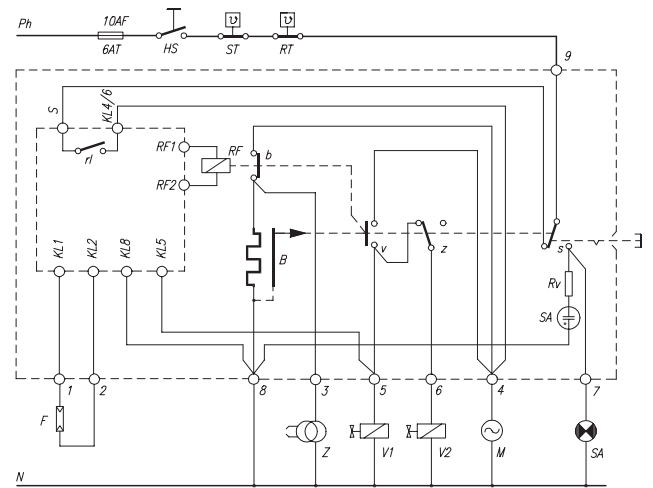 Ph
10AF
6AT
HS
ʋ
ST
ʋ
RT
9
S
KL4/6
rl
RF1
RF2
RF
b
KL1
KL2
KL8
KL5
B
v
z
s
Rv
SA
1
2
8
3
5
6
4
7
F
Z
V1
V2
M
SA
N